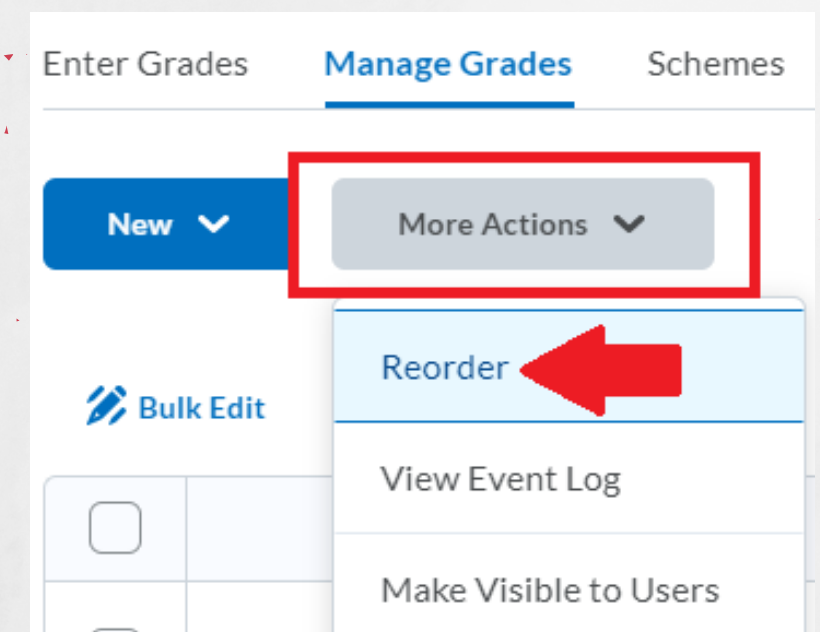 Enter Grades Manage Grades Schemes
New More Actions
Reorder
Bulk Edit
View Event Log
Make Visible to Users